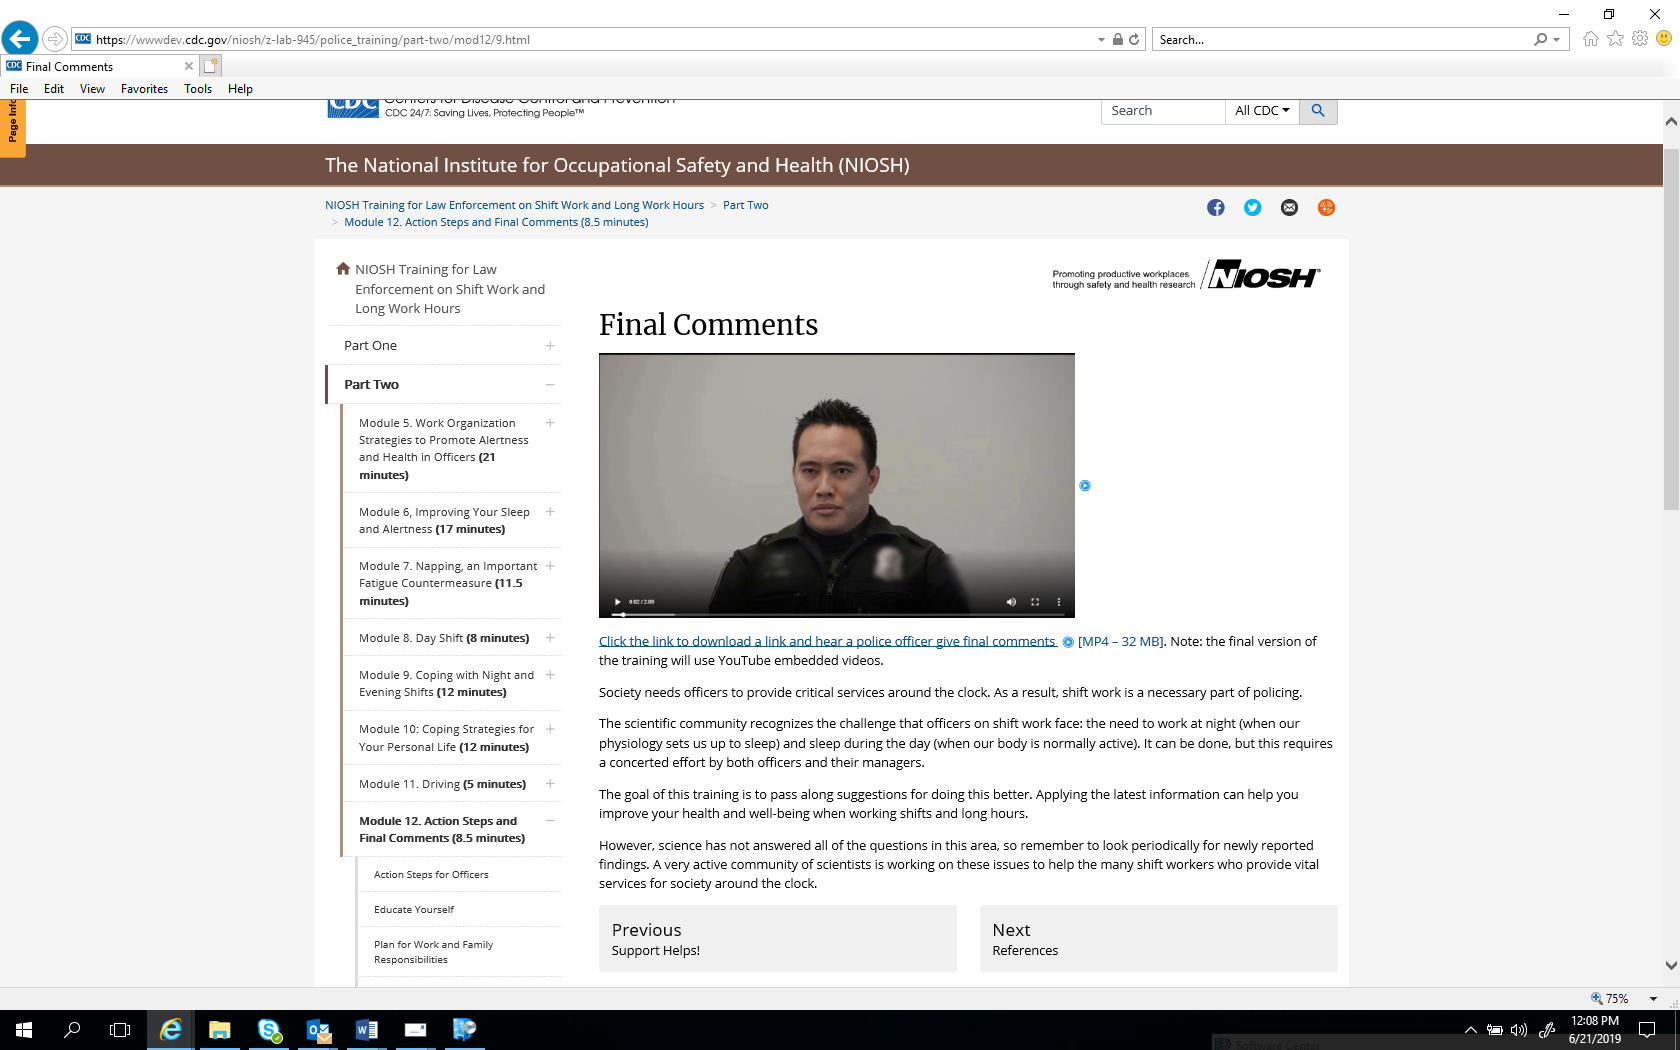 https://wwwdev.cdc.gov/niosh/z-lab-945/police_training/part-two/mod12/9.html
Search...
Final Comments
File Edit View Favorites Tools Help
Page Info
CDC
Centers for Disease Control and Prevention
CDC 24/7: Saving Lives, Protecting People™
Search
All CDC
The National Institute for Occupational Safety and Health (NIOSH)
NIOSH Training for Law Enforcement on Shift Work and Long Work Hours > Part Two
> Module 12. Action Steps and Final Comments (8.5 minutes)
NIOSH Training for Law
Enforcement on Shift Work and
Long Work Hours
Part One
Part Two
Module 5. Work Organization
Strategies to Promote Alertness
and Health in Officers (21
minutes)
Module 6, Improving Your Sleep
and Alertness (17 minutes)
Module 7. Napping, an Important
Fatigue Countermeasure (11.5
minutes)
Module 8. Day Shift (8 minutes)
Module 9. Coping with Night and
Evening Shifts (12 minutes)
Module 10: Coping Strategies for
Your Personal Life (12 minutes)
Module 11. Driving (5 minutes)
Module 12. Action Steps and
Final Comments (8.5 minutes)
Action Steps for Officers
Educate Yourself
Plan for Work and Family
Responsibilities
Promoting productive workplaces
through safety and health research
NIOSH®
Final Comments
0:02 / 2:09
Click the link to download a link and hear a police officer give final comments [MP4 – 32 MB]. Note: the final version of
the training will use YouTube embedded videos.
Society needs officers to provide critical services around the clock. As a result, shift work is a necessary part of policing.
The scientific community recognizes the challenge that officers on shift work face: the need to work at night (when our
physiology sets us up to sleep) and sleep during the day (when our body is normally active). It can be done, but this requires
a concerted effort by both officers and their managers.
The goal of this training is to pass along suggestions for doing this better. Applying the latest information can help you
improve your health and well-being when working shifts and long hours.
However, science has not answered all of the questions in this area, so remember to look periodically for newly reported
findings. A very active community of scientists is working on these issues to help the many shift workers who provide vital
services for society around the clock.
Previous
Support Helps!
Next
References
75%
12:08 PM
6/21/2019
Software Center